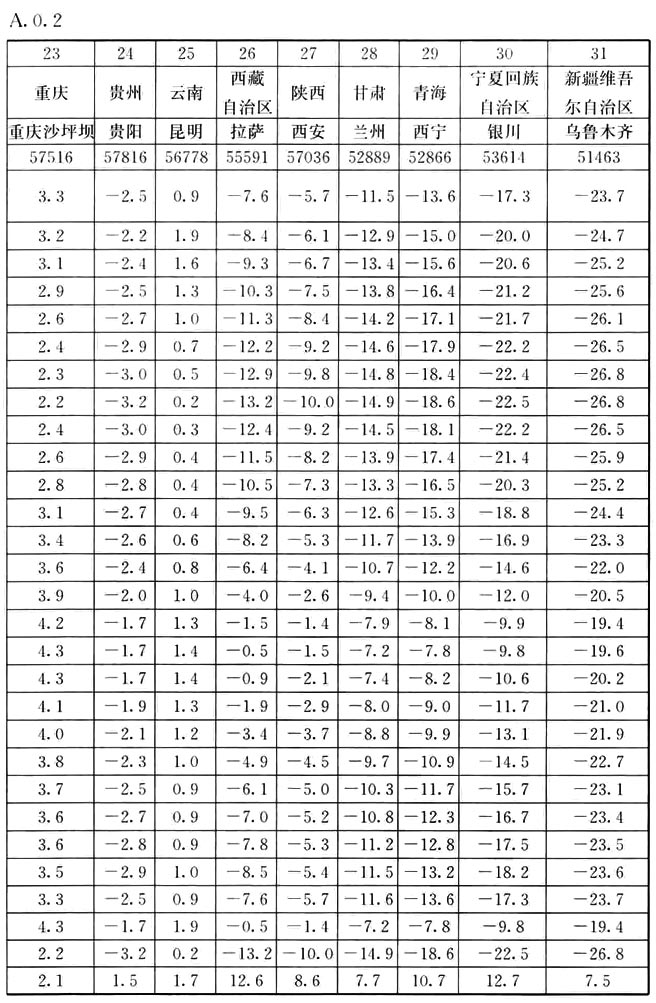 A.0.2
23 24 25 26 27 28 29 30 31
重庆 贵州 云南 西藏自治区 陕西 甘肃 青海 宁夏回族自治区 新疆维吾尔自治区
重庆沙坪坝 贵阳 昆明 拉萨 西安 兰州 西宁 银川 乌鲁木齐
57516 57816 56778 55591 57036 52889 52866 53614 51463
3.3 −2.5 0.9 −7.6 −5.7 −11.5 −13.6 −17.3 −23.7
3.2 −2.2 1.9 −8.4 −6.1 −12.9 −15.0 −20.0 −24.7
3.1 −2.4 1.6 −9.3 −6.7 −13.4 −15.6 −20.6 −25.2
2.9 −2.5 1.3 −10.3 −7.5 −13.8 −16.4 −21.2 −25.6
2.6 −2.7 1.0 −11.3 −8.4 −14.2 −17.1 −21.7 −26.1
2.4 −2.9 0.7 −12.2 −9.2 −14.6 −17.9 −22.2 −26.5
2.3 −3.0 0.5 −12.9 −9.8 −14.8 −18.4 −22.4 −26.8
2.2 −3.2 0.2 −13.2 −10.0 −14.9 −18.6 −22.5 −26.8
2.4 −3.0 0.3 −12.4 −9.2 −14.5 −18.1 −22.2 −26.5
2.6 −2.9 0.4 −11.5 −8.2 −13.9 −17.4 −21.4 −25.9
2.8 −2.8 0.4 −10.5 −7.3 −13.3 −16.5 −20.3 −25.2
3.1 −2.7 0.4 −9.5 −6.3 −12.6 −15.3 −18.8 −24.4
3.4 −2.6 0.6 −8.2 −5.3 −11.7 −13.9 −16.9 −23.3
3.6 −2.4 0.8 −6.4 −4.1 −10.7 −12.2 −14.6 −22.0
3.9 −2.0 1.0 −4.0 −2.6 −9.4 −10.0 −12.0 −20.5
4.2 −1.7 1.3 −1.5 −1.4 −7.9 −8.1 −9.9 −19.4
4.3 −1.7 1.4 −0.5 −1.5 −7.2 −7.8 −9.8 −19.6
4.3 −1.7 1.4 −0.9 −2.1 −7.4 −8.2 −10.6 −20.2
4.1 −1.9 1.3 −1.9 −2.9 −8.0 −9.0 −11.7 −21.0
4.0 −2.1 1.2 −3.4 −3.7 −8.8 −9.9 −13.1 −21.9
3.8 −2.3 1.0 −4.9 −4.5 −9.7 −10.9 −14.5 −22.7
3.7 −2.5 0.9 −6.1 −5.0 −10.3 −11.7 −15.7 −23.1
3.6 −2.7 0.9 −7.0 −5.2 −10.8 −12.3 −16.7 −23.4
3.6 −2.8 0.9 −7.8 −5.3 −11.2 −12.8 −17.5 −23.5
3.5 −2.9 1.0 −8.5 −5.4 −11.5 −13.2 −18.2 −23.6
3.3 −2.5 0.9 −7.6 −5.7 −11.6 −13.6 −17.3 −23.7
4.3 −1.7 1.9 −0.5 −1.4 −7.2 −7.8 −9.8 −19.4
2.2 −3.2 0.2 −13.2 −10.0 −14.9 −18.6 −22.5 −26.8
2.1 1.5 1.7 12.6 8.6 7.7 10.7 12.7 7.5